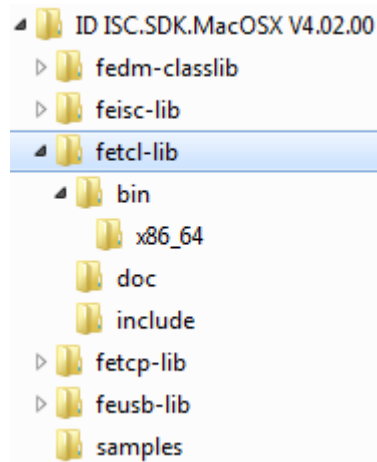 ID ISC.SDK.MacOSX V4.02.00
fedm-classlib
feisc-lib
fetcl-lib
bin
x86_64
doc
include
fetcp-lib
feusb-lib
samples